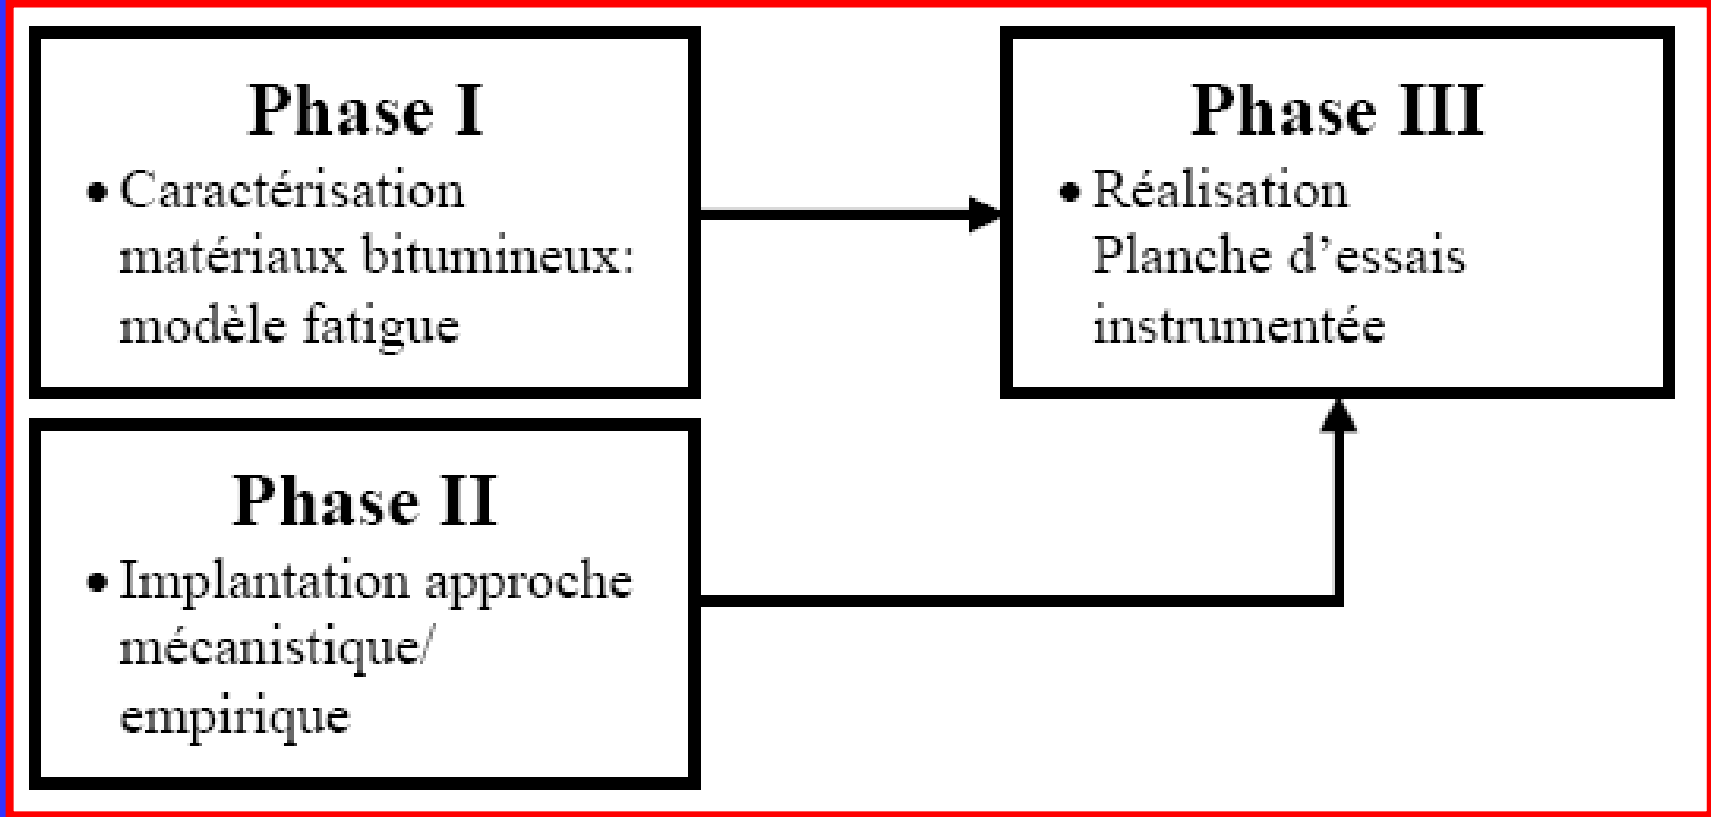 Phase I
• Caractérisation
matériaux bitumineux:
modèle fatigue
Phase II
• Implantation approche
mécanistique/
empirique
Phase III
• Réalisation
Planche d’essais
instrumentée